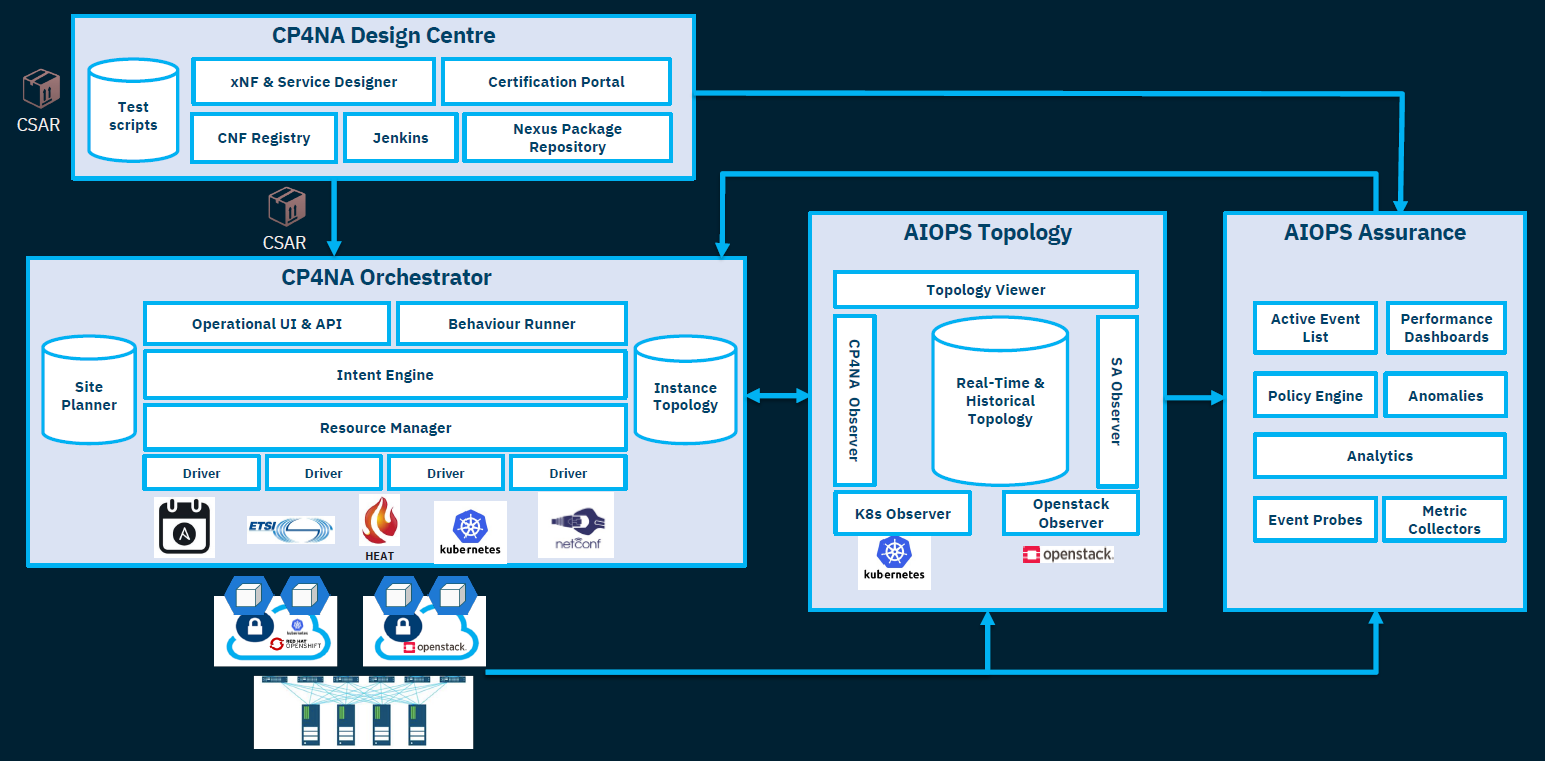 CP4NA Design Centre
CSAR
Test
scripts
xNF & Service Designer
Certification Portal
CNF Registry
Jenkins
Nexus Package
Repository
CSAR
CP4NA Orchestrator
Site
Planner
Operational UI & API
Behaviour Runner
Intent Engine
Resource Manager
Driver
Driver
Driver
Driver
Instance
Topology
A
ETSI
HEAT
kubernetes
netconf
kubernetes
RED HAT
OPENSHIFT
openstack.
AIOPS Topology
Topology Viewer
CP4NA Observer
Real-Time &
Historical
Topology
SA Observer
K8s Observer
Openstack
Observer
kubernetes
openstack.
AIOPS Assurance
Active Event
List
Performance
Dashboards
Policy Engine
Anomalies
Analytics
Event Probes
Metric
Collectors